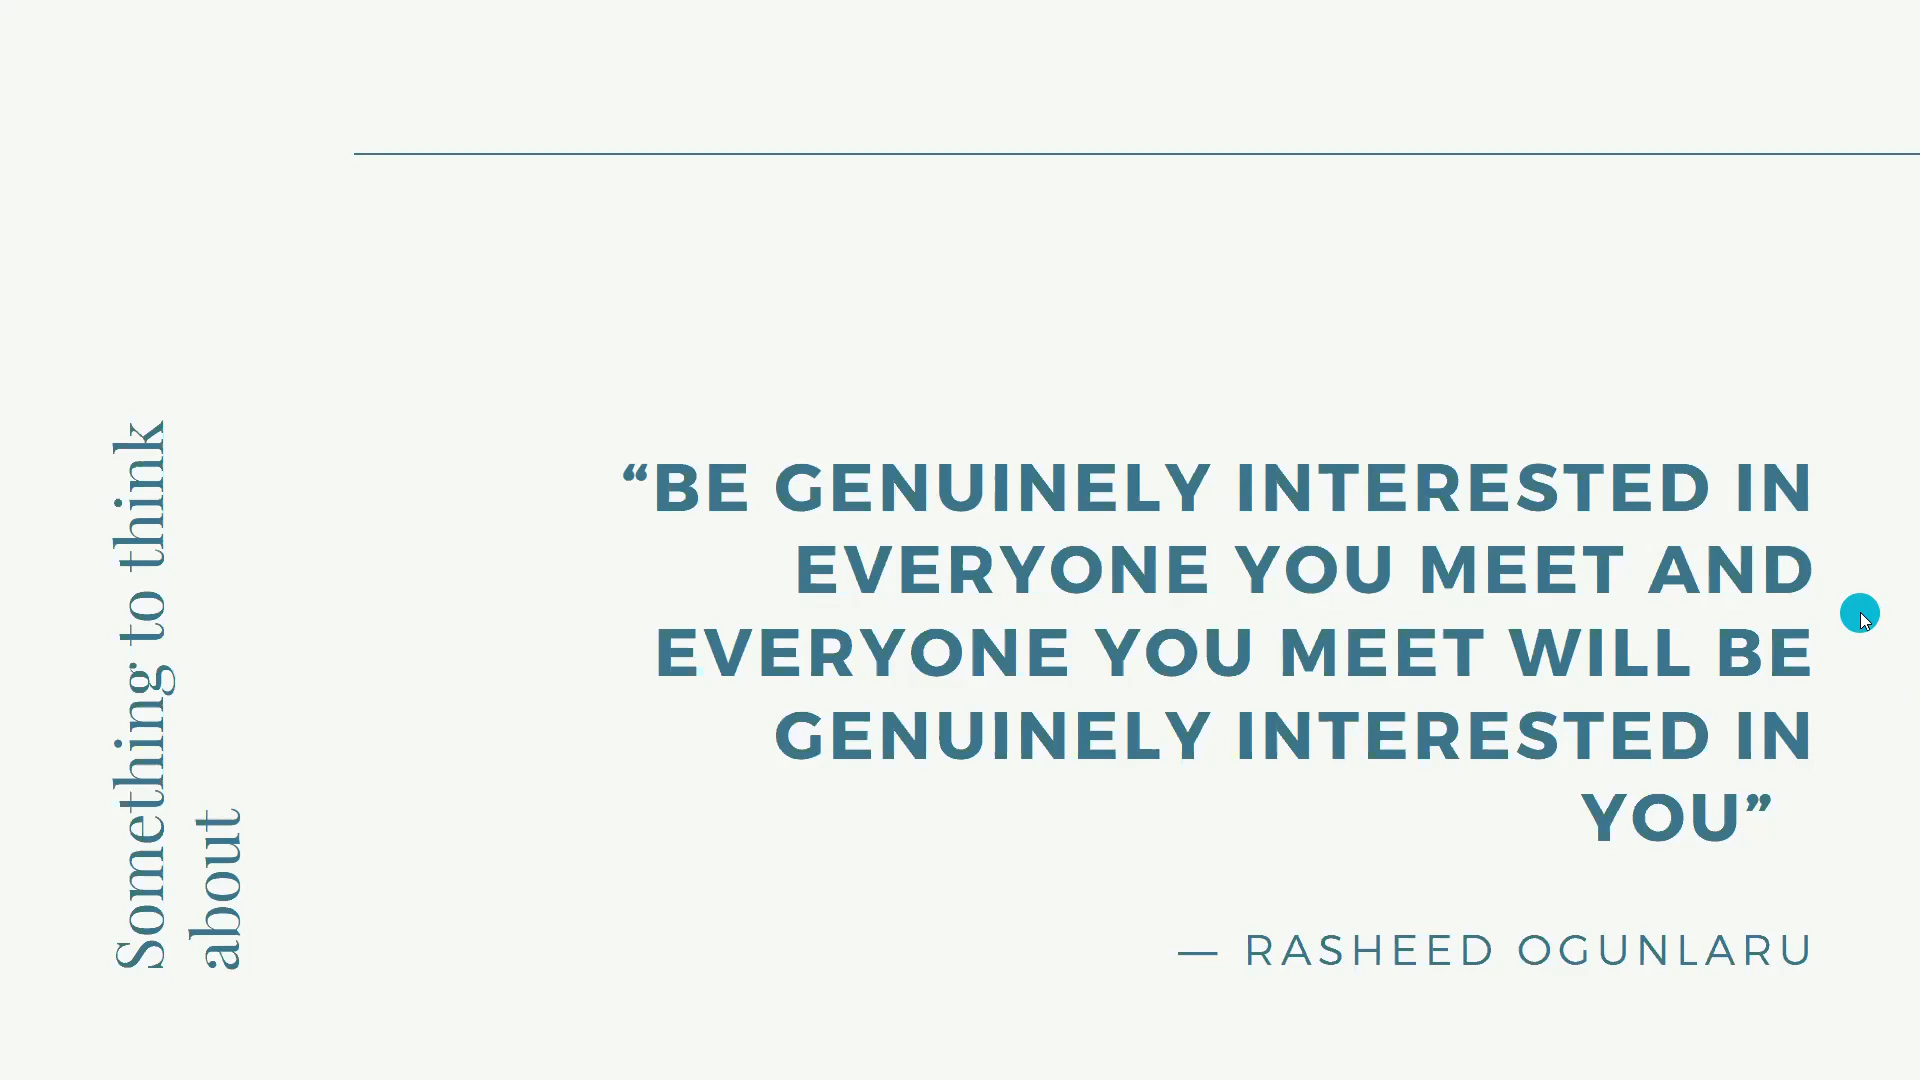 Something to think
about
“BE GENUINELY INTERESTED IN
EVERYONE YOU MEET AND
EVERYONE YOU MEET WILL BE
GENUINELY INTERESTED IN
YOU”
— RASHEED OGUNLARU